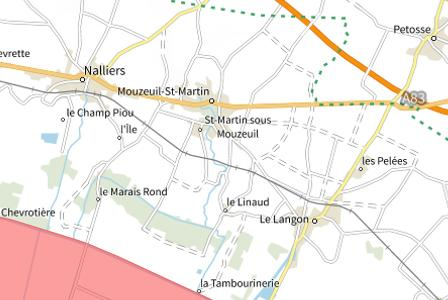 Petosse
evrette
Nalliers
Mouzeuil-St-Martin
A83
le Champ Piou
St-Martin sous
Mouzeuil
l'Île
les Pelées
le Marais Rond
le Linaud
Chevrotière
Le Langon
la Tambourinerie